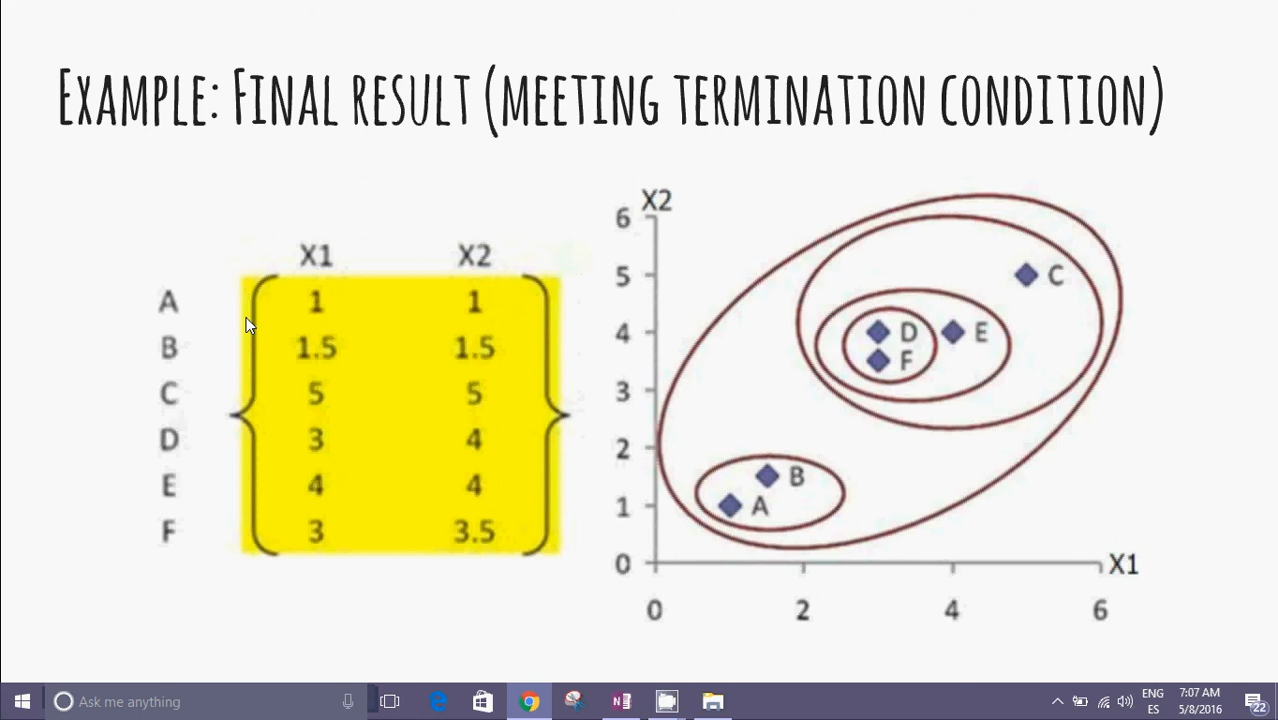 Example: Final result (meeting termination condition)
X1 X2
A 1 1
B 1.5 1.5
C 5 5
D 3 4
E 4 4
F 3 3.5
X2
6
5
4
3
2
1
0
C
D
E
F
B
A
X1
0 2 4 6
Ask me anything
ENG
ES
7:07 AM
5/8/2016
22